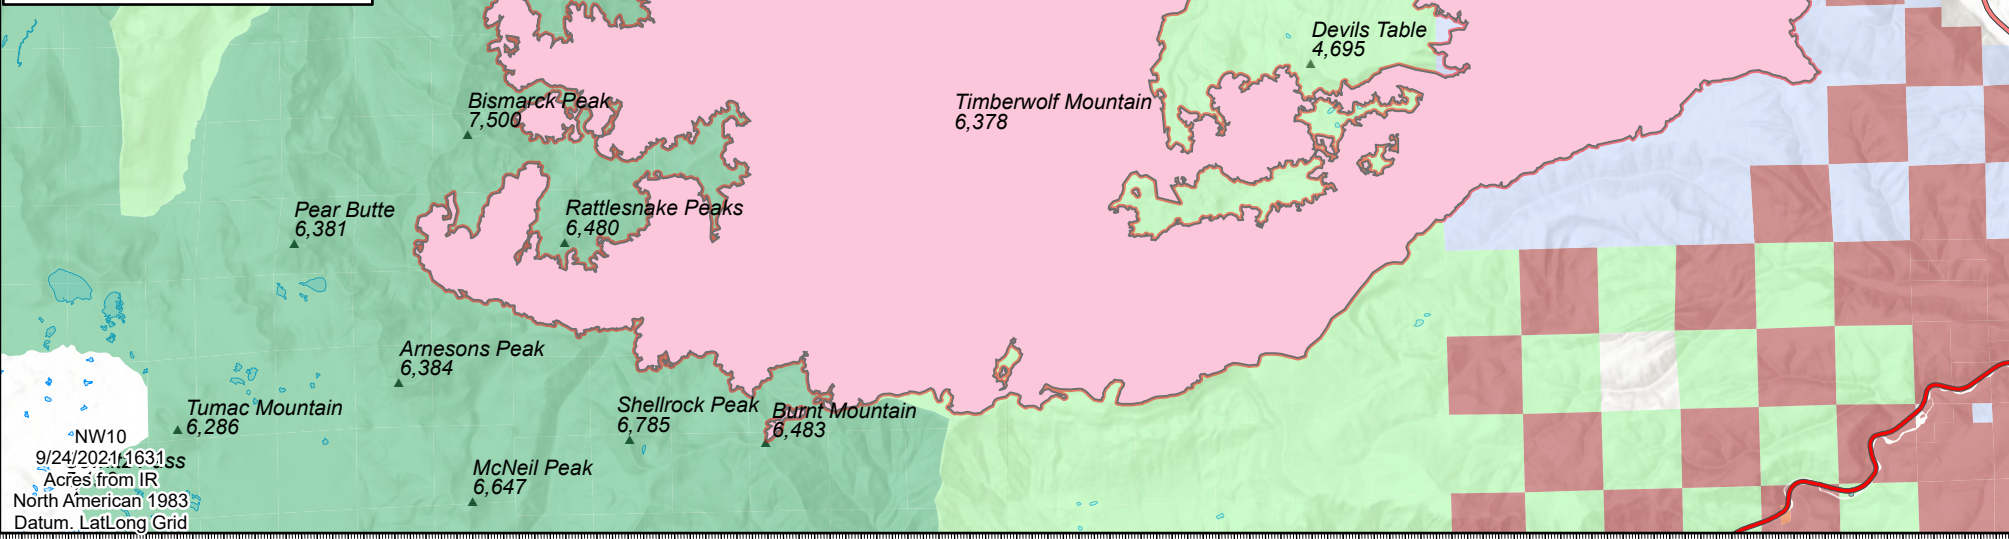 Devils Table
4,695
Bismarck Peak
7,500
Timberwolf Mountain
6,378
Pear Butte
6,381
Rattlesnake Peaks
6,480
Arnesons Peak
6,384
Tumac Mountain
6,286
Shellrock Peak
6,785
Burnt Mountain
6,483
McNeil Peak
6,647
NW10
9/24/2021 1631
Acres from IR
North American 1983
Datum. LatLong Grid